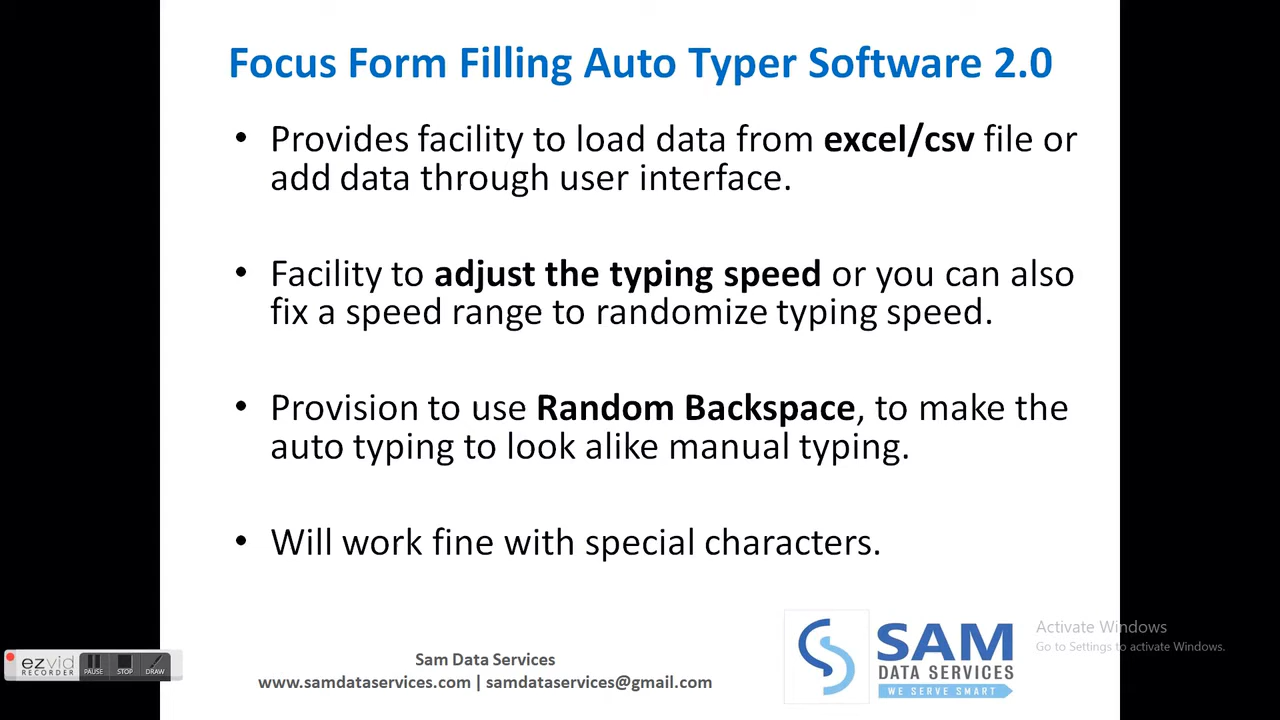 Focus Form Filling Auto Typer Software 2.0
• Provides facility to load data from excel/csv file or
add data through user interface.
• Facility to adjust the typing speed or you can also
fix a speed range to randomize typing speed.
• Provision to use Random Backspace, to make the
auto typing to look alike manual typing.
• Will work fine with special characters.
Sam Data Services
www.samdataservices.com | samdataservices@gmail.com
SAM
DATA SERVICES
WE SERVE SMART
Activate Windows
Go to Settings to activate Windows.
ezvid
RECORDER
PAUSE
STOP
DRAW